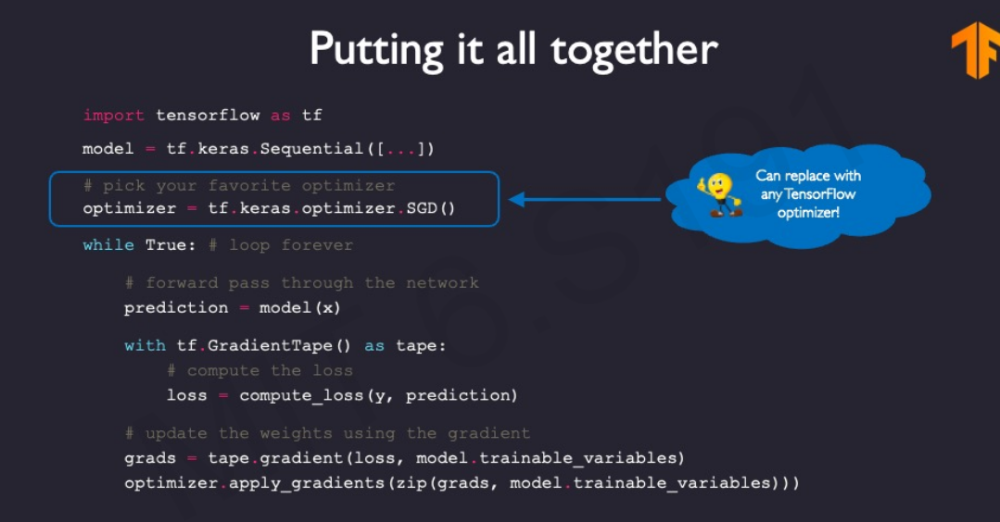 Putting it all together
import tensorflow as tf
model = tf.keras.Sequential([...])
# pick your favorite optimizer
optimizer = tf.keras.optimizer.SGD()
Can replace with
any TensorFlow
optimizer!
while True: # loop forever
# forward pass through the network
prediction = model(x)
with tf.GradientTape() as tape:
# compute the loss
loss = compute_loss(y, prediction)
# update the weights using the gradient
grads = tape.gradient(loss, model.trainable_variables)
optimizer.apply_gradients(zip(grads, model.trainable_variables)))
MIT 6.S191